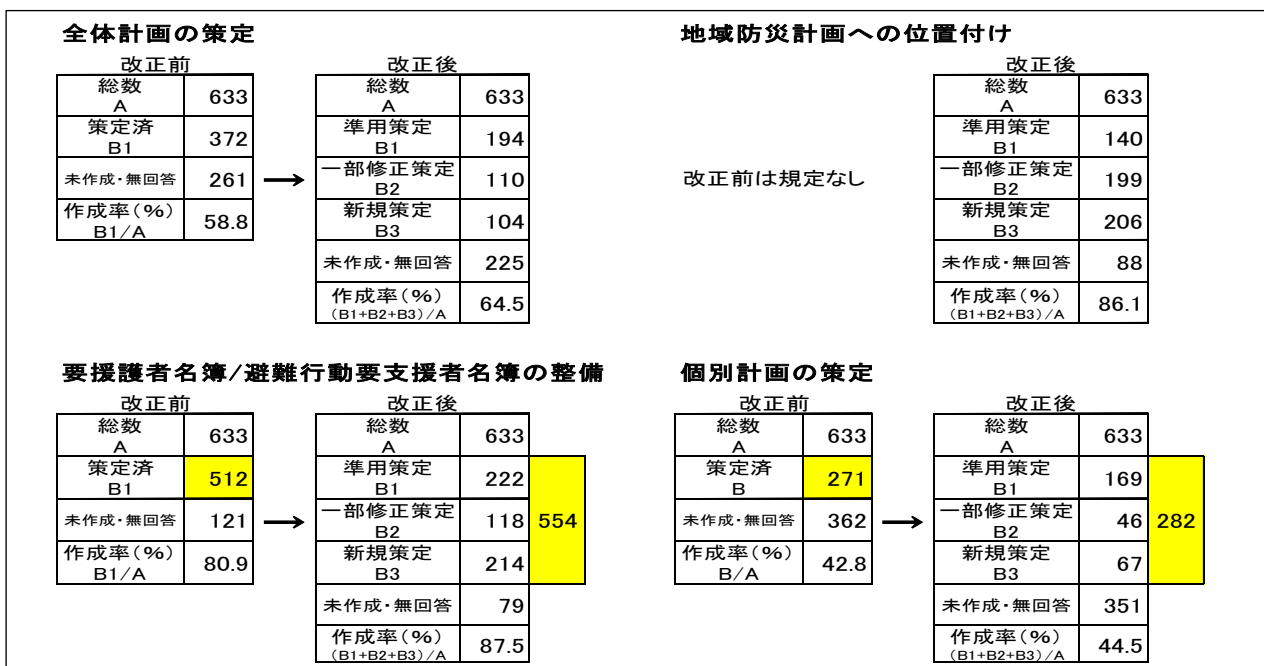 全体計画の策定
改正前
総数
A
633
策定済
B1
372
未作成・無回答
261
作成率(%)
B1/A
58.8
→
改正後
総数
A
633
準用策定
B1
194
一部修正策定
B2
110
新規策定
B3
104
未作成・無回答
225
作成率(%)
(B1+B2+B3)/A
64.5
地域防災計画への位置付け
改正前は規定なし
改正後
総数
A
633
準用策定
B1
140
一部修正策定
B2
199
新規策定
B3
206
未作成・無回答
88
作成率(%)
(B1+B2+B3)/A
86.1
要援護者名簿/避難行動要支援者名簿の整備
改正前
総数
A
633
策定済
B1
512
未作成・無回答
121
作成率(%)
B1/A
80.9
→
改正後
総数
A
633
準用策定
B1
222
一部修正策定
B2
118
554
新規策定
B3
214
未作成・無回答
79
作成率(%)
(B1+B2+B3)/A
87.5
個別計画の策定
改正前
総数
A
633
策定済
B
271
未作成・無回答
362
作成率(%)
B/A
42.8
→
改正後
総数
A
633
準用策定
B1
169
一部修正策定
B2
46
282
新規策定
B3
67
未作成・無回答
351
作成率(%)
(B1+B2+B3)/A
44.5